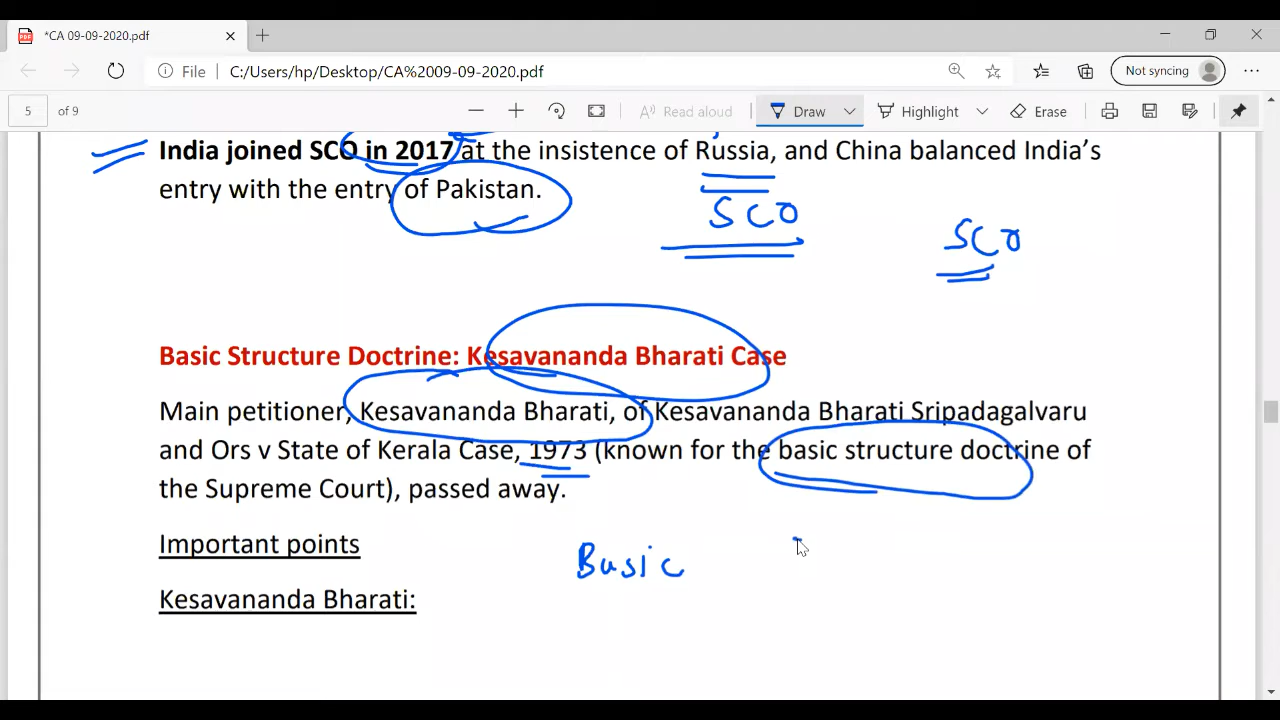 *CA 09-09-2020.pdf
File | C:/Users/hp/Desktop/CA%2009-09-2020.pdf
Not syncing
5 of 9
Read aloud
Draw
Highlight
Erase
India joined SCO in 2017 at the insistence of Russia, and China balanced India's
entry with the entry of Pakistan.
SCO
SCO
Basic Structure Doctrine: Kesavananda Bharati Case
Main petitioner, Kesavananda Bharati, of Kesavananda Bharati Sripadagalvaru
and Ors v State of Kerala Case, 1973 (known for the basic structure doctrine of
the Supreme Court), passed away.
Important points
Basic
Kesavananda Bharati: